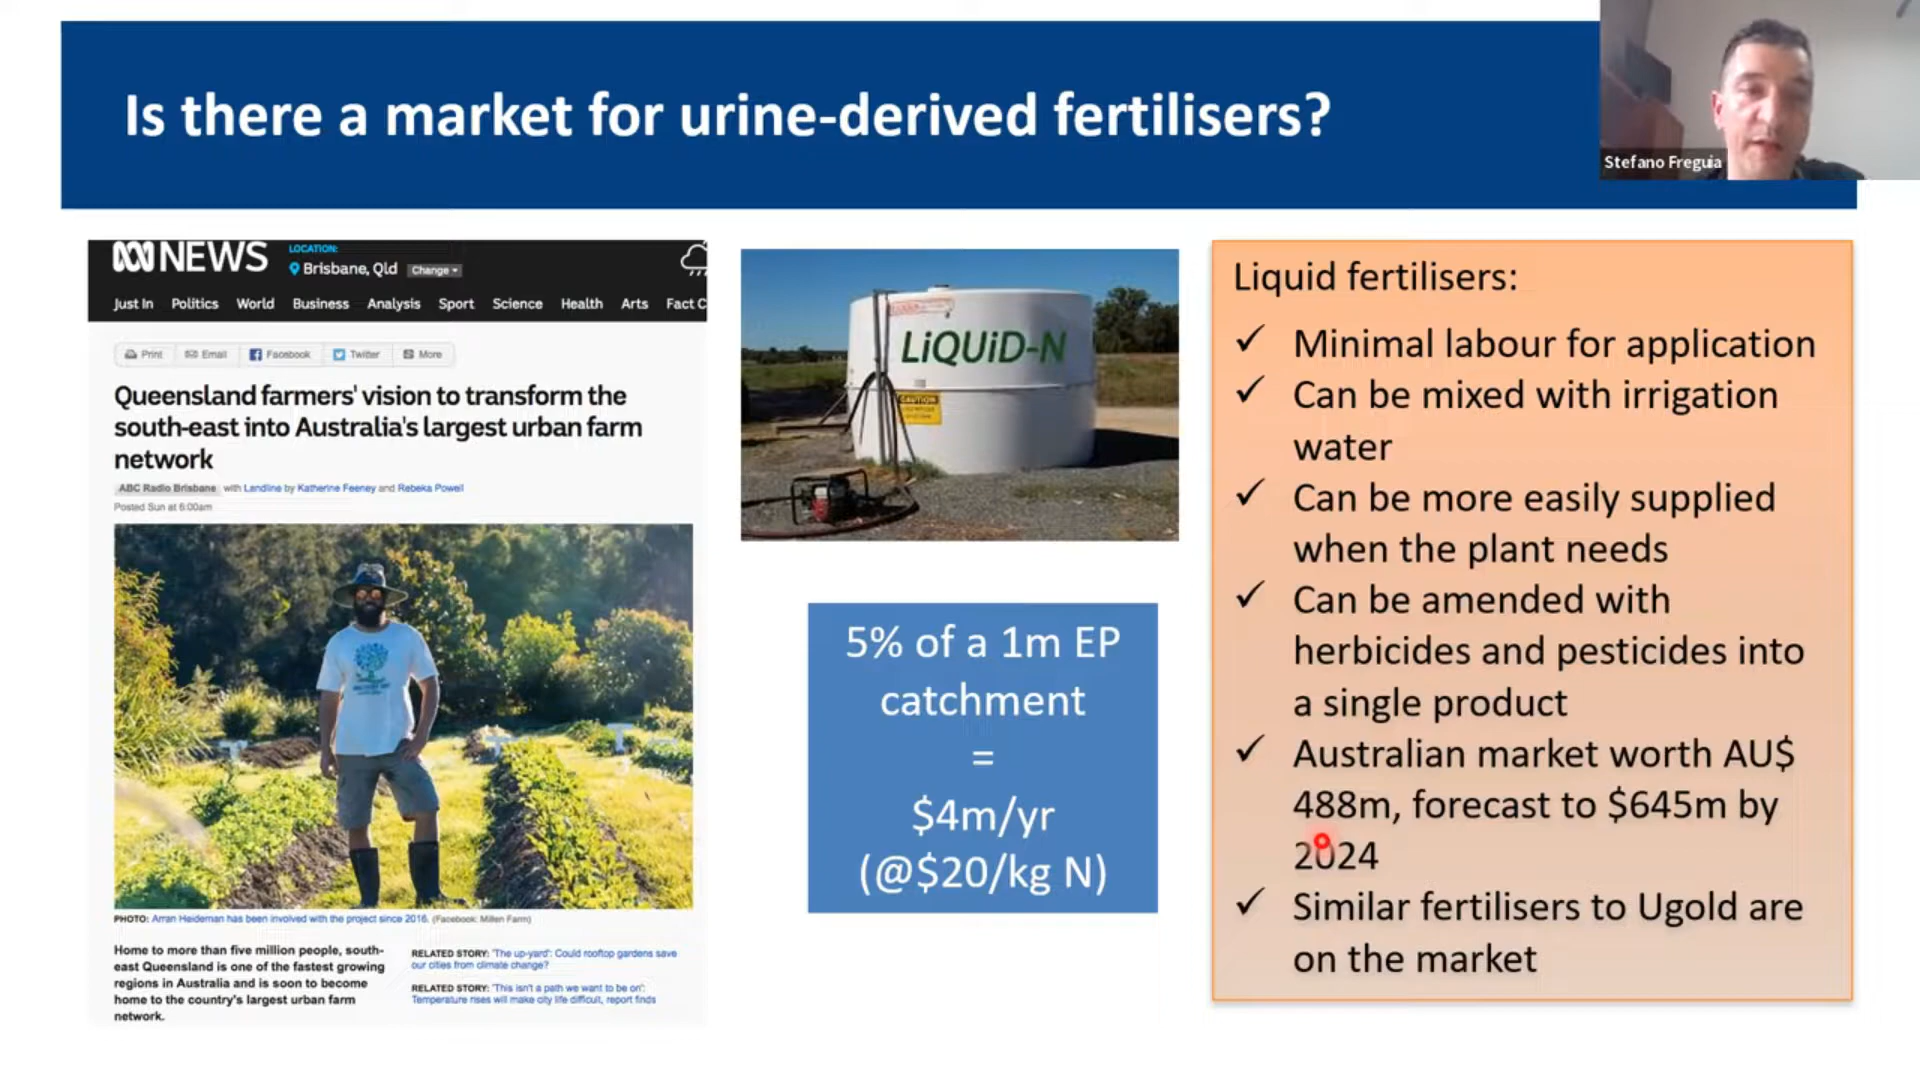 Is there a market for urine-derived fertilisers?
Stefano Freguia
NEWS
LOCATION:
Brisbane, Qld
Change
Just In Politics World Business Analysis Sport Science Health Arts Fact C
Print Email Facebook Twitter More
Queensland farmers' vision to transform the
south-east into Australia's largest urban farm
network
ABC Radio Brisbane with Landline by Katherine Feeney and Rebeka Powell
Posted Sun at 6:00am
PHOTO: Arran Heideman has been involved with the project since 2016. (Facebook: Millen Farm)
Home to more than five million people, south-
east Queensland is one of the fastest growing
regions in Australia and is soon to become
home to the country's largest urban farm
network.
RELATED STORY: 'The up-yard': Could rooftop gardens save
our cities from climate change?
RELATED STORY: 'This isn't a path we want to be on':
Temperature rises will make city life difficult, report finds
LiQUiD-N
CAUTION
5% of a 1m EP
catchment
=
$4m/yr
(@$20/kg N)
Liquid fertilisers:
✓ Minimal labour for application
✓ Can be mixed with irrigation
water
✓ Can be more easily supplied
when the plant needs
✓ Can be amended with
herbicides and pesticides into
a single product
✓ Australian market worth AU$
488m, forecast to $645m by
2024
✓ Similar fertilisers to Ugold are
on the market